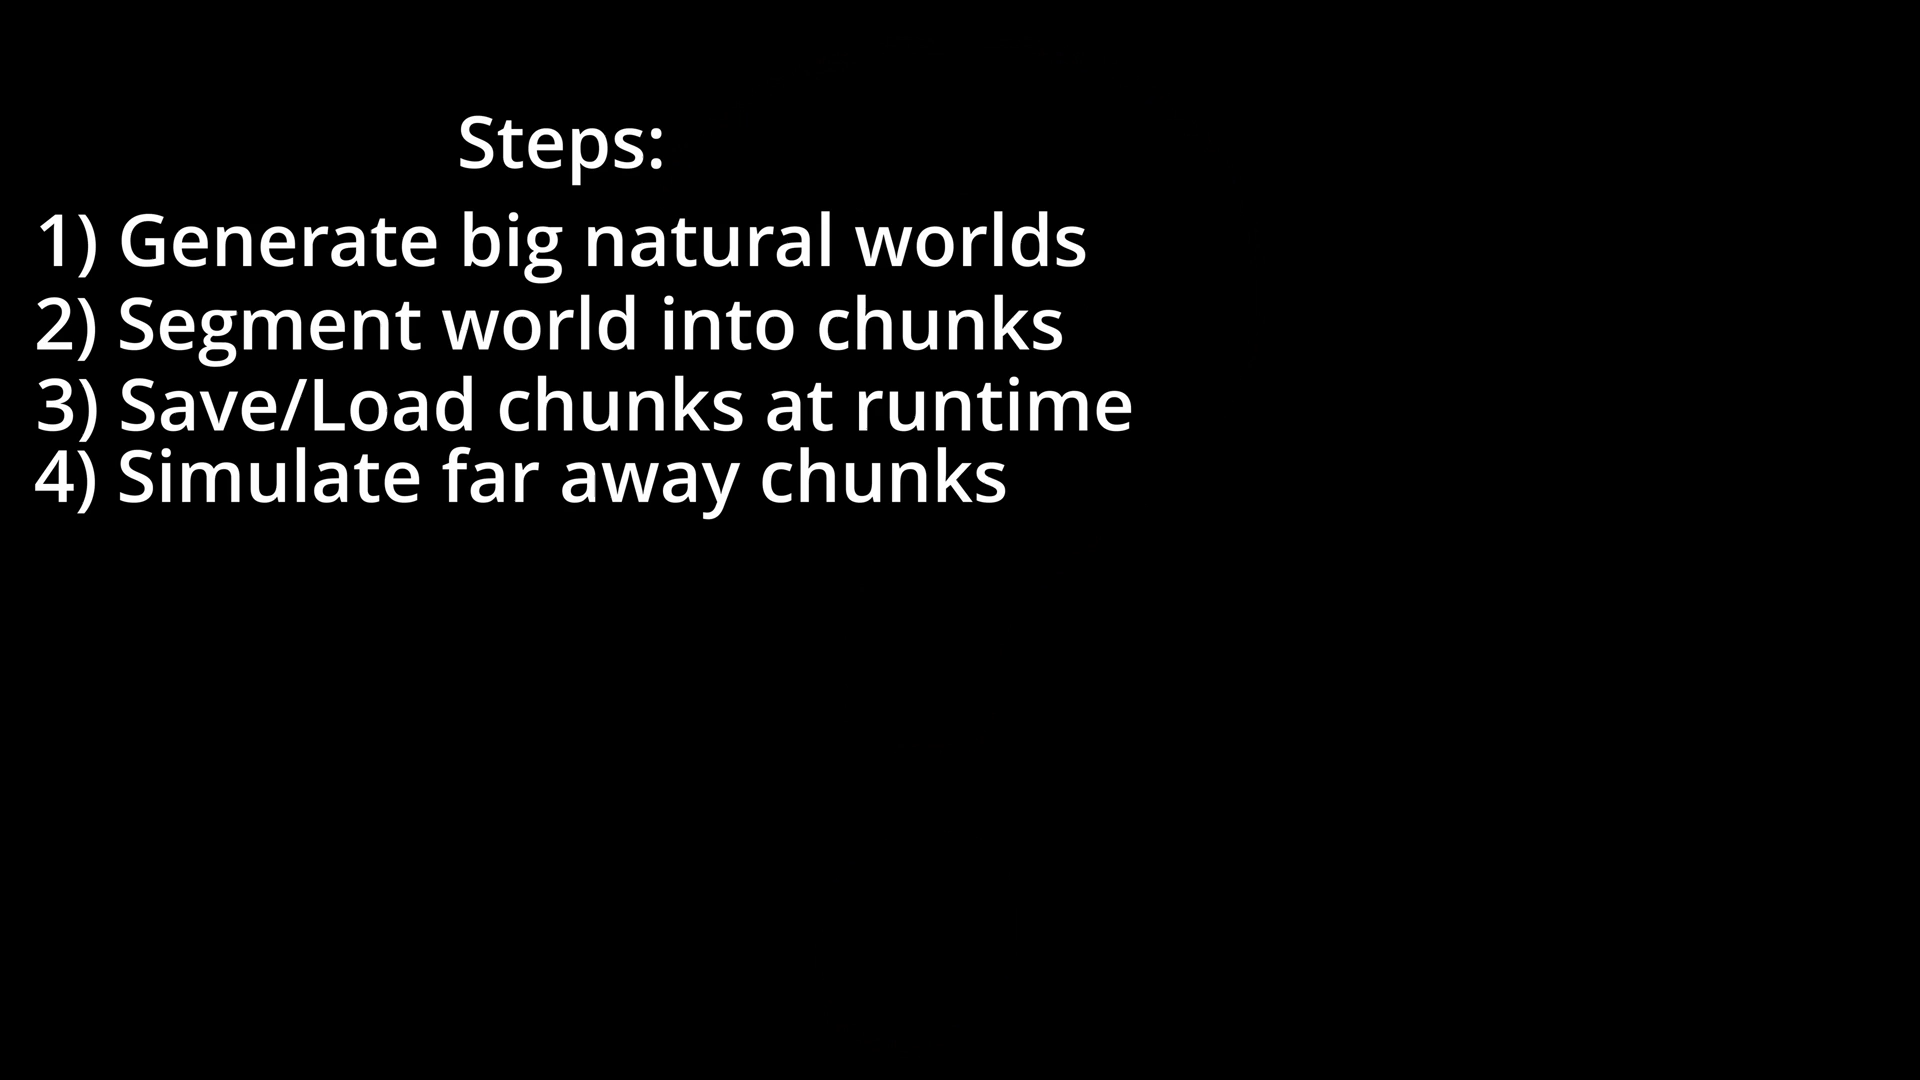 Steps:
1) Generate big natural worlds
2) Segment world into chunks
3) Save/Load chunks at runtime
4) Simulate far away chunks